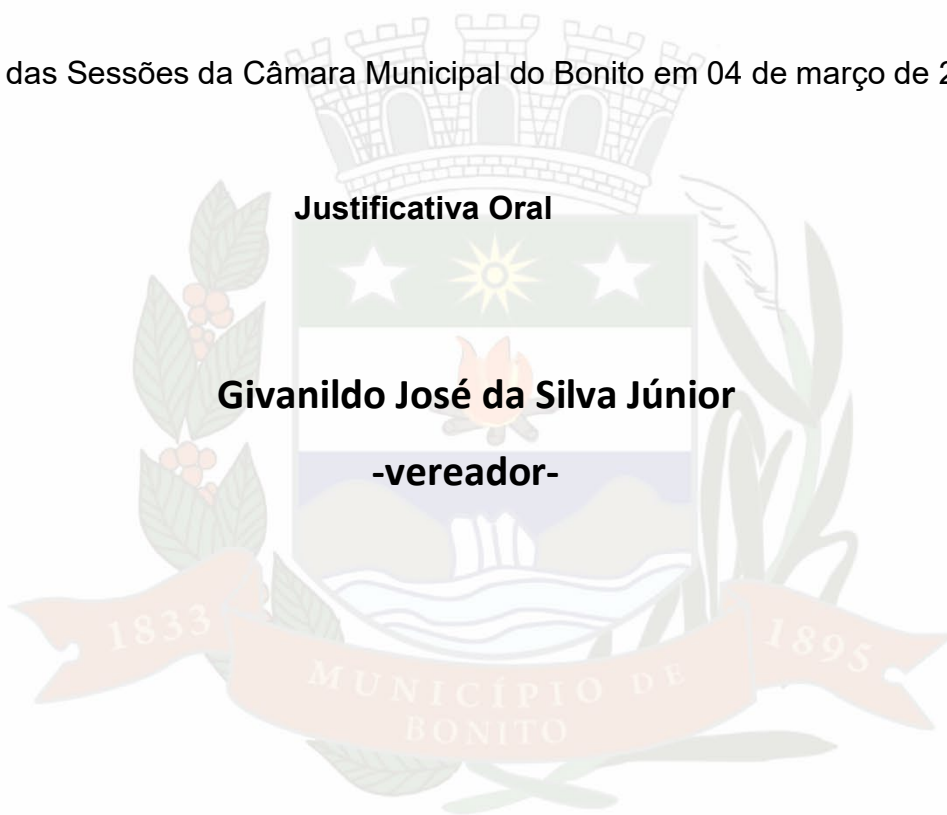 das Sessões da Câmara Municipal do Bonito em 04 de março de 2
Justificativa Oral
Givanildo José da Silva Júnior
-vereador-
1833
1895
MUNICÍPIO DE
BONITO